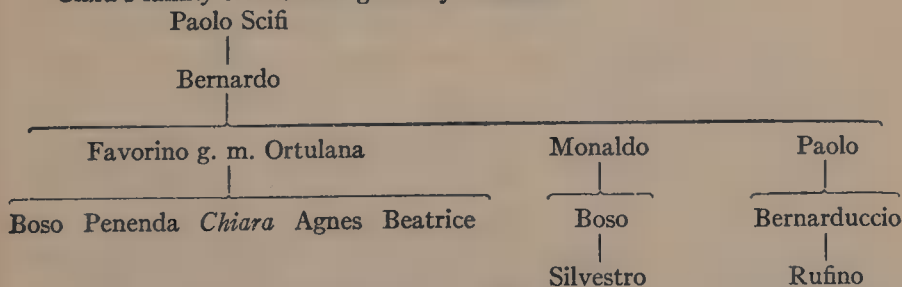 Paolo Scifi
Bernardo
Favorino g. m. Ortulana Monaldo Paolo
Boso Penenda Chiara Agnes Beatrice Boso Bernarduccio
Silvestro Rufino